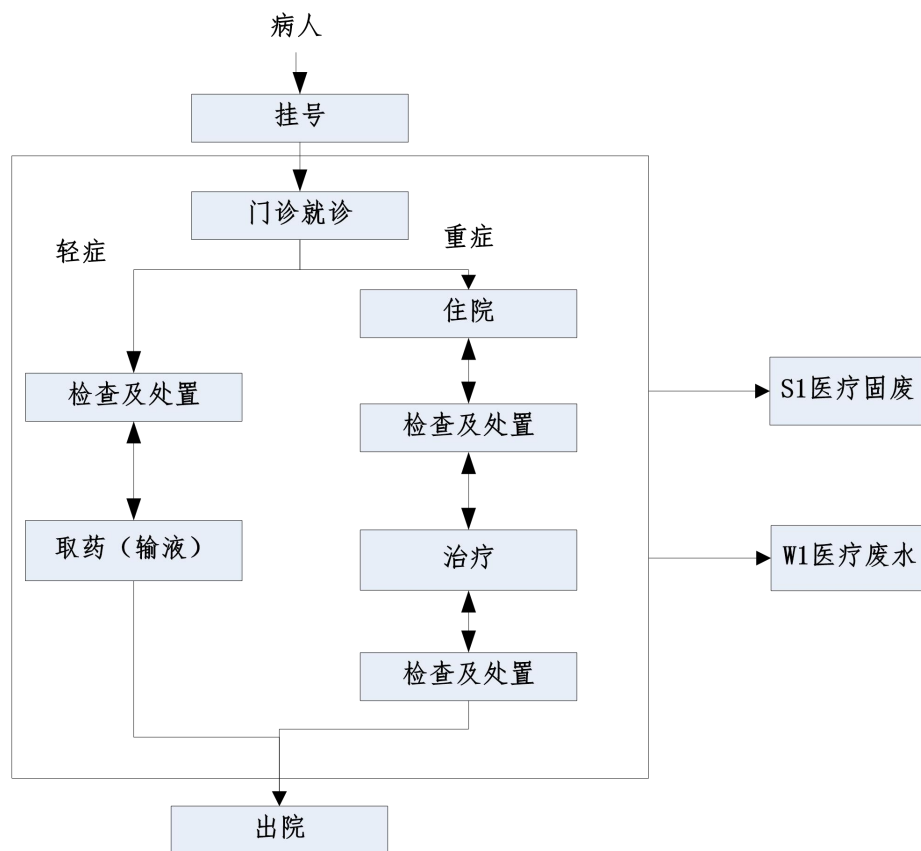 病人
挂号
门诊就诊
轻症
重症
住院
检查及处置
检查及处置
S1医疗固废
取药（输液）
治疗
W1医疗废水
检查及处置
出院